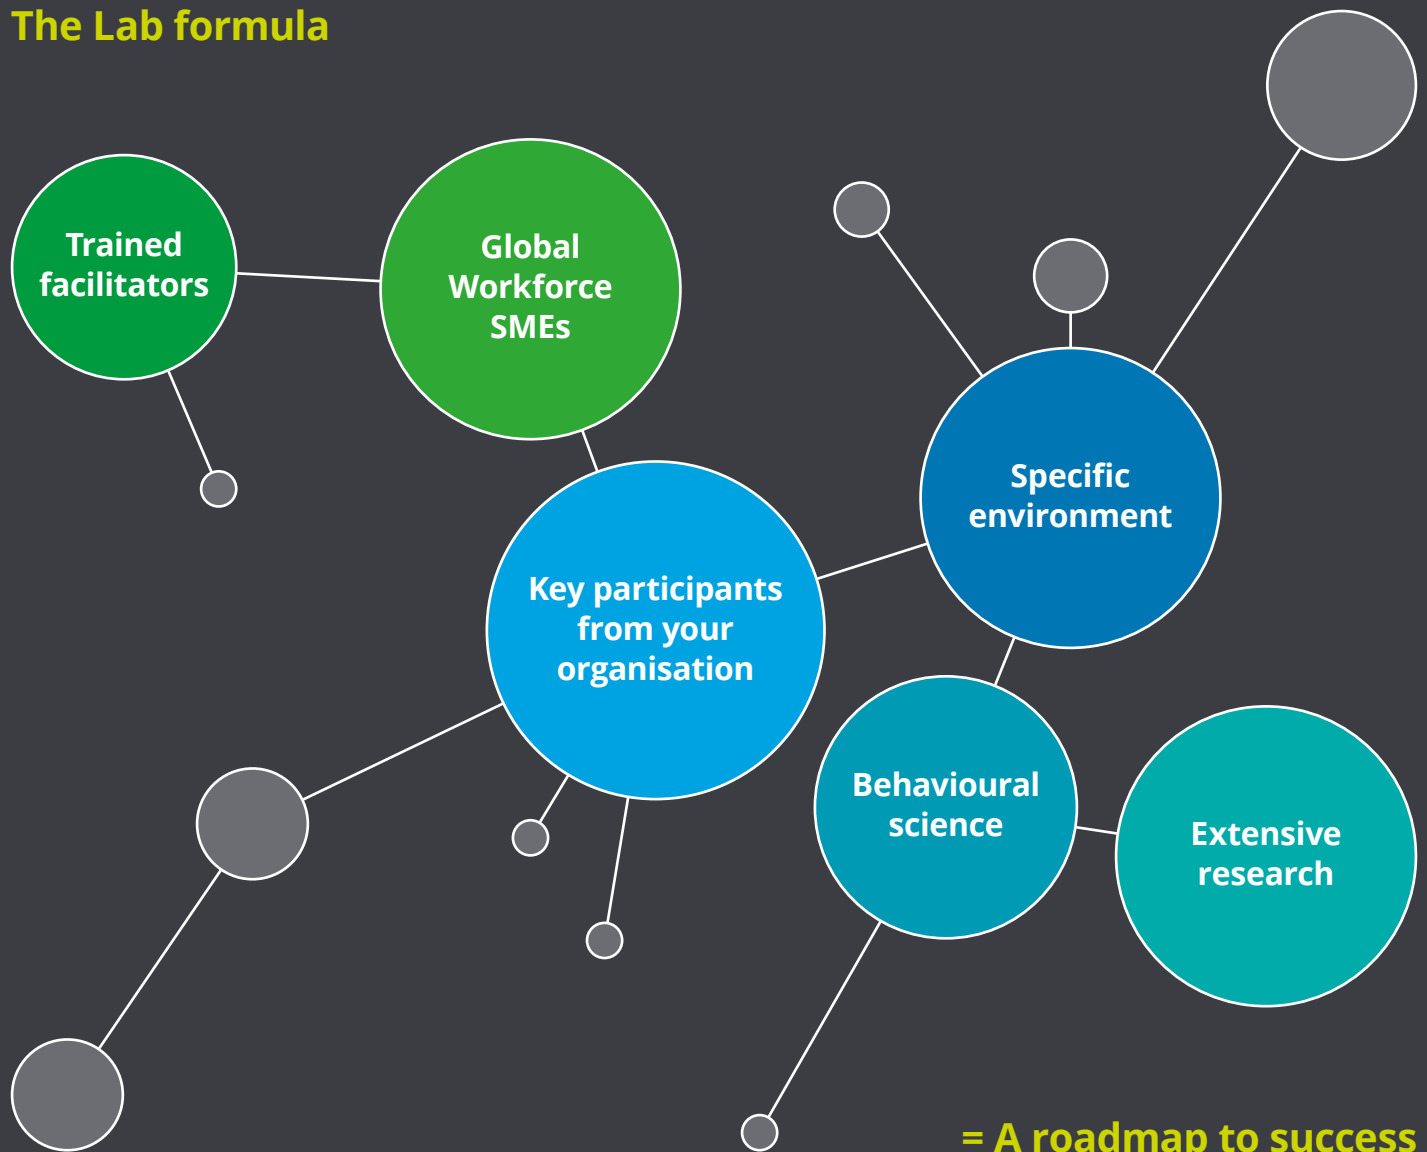 The Lab formula
Trained
facilitators
Global
Workforce
SMEs
Specific
environment
Key participants
from your
organisation
Behavioural
science
Extensive
research
= A roadmap to success